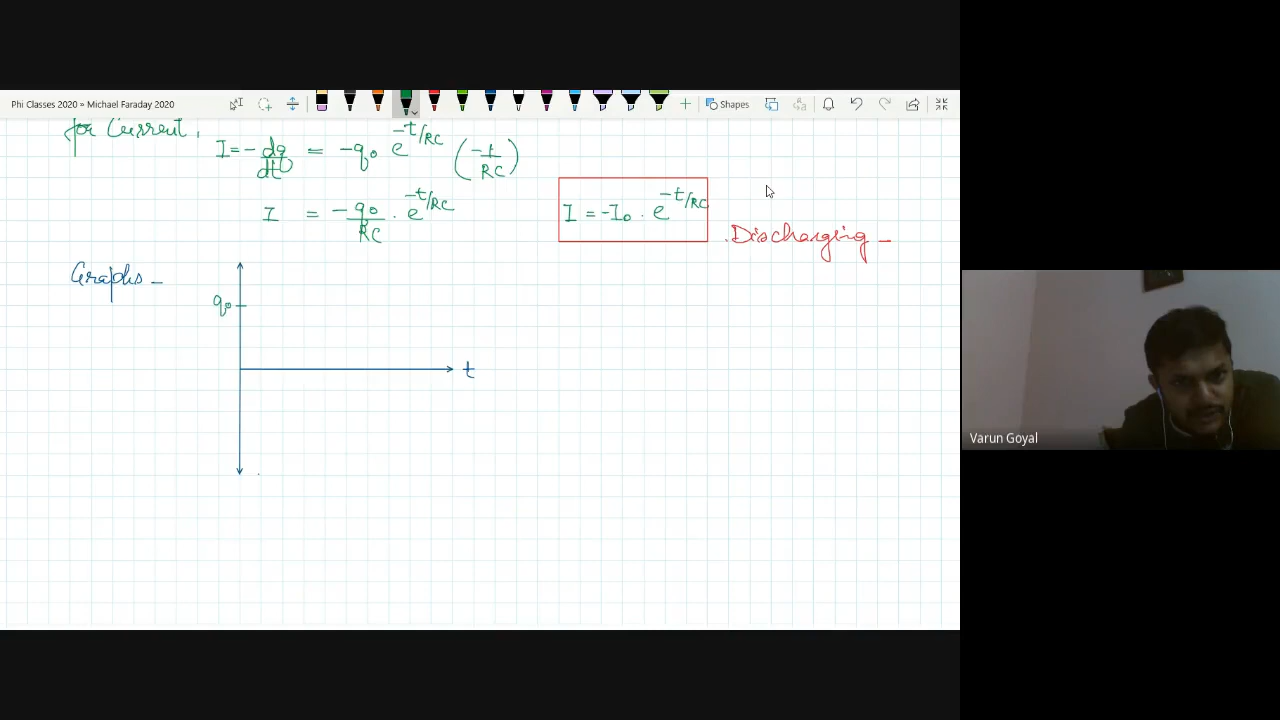 Phi Classes 2020 » Michael Faraday 2020
Shapes
for Current,
I = - dq/dt = -q₀ e^(-t/RC) (-1/RC)
I = -q₀/RC · e^(-t/RC)
I = -I₀ · e^(-t/RC)
Discharging -
Graphs -
q₀
t
Varun Goyal